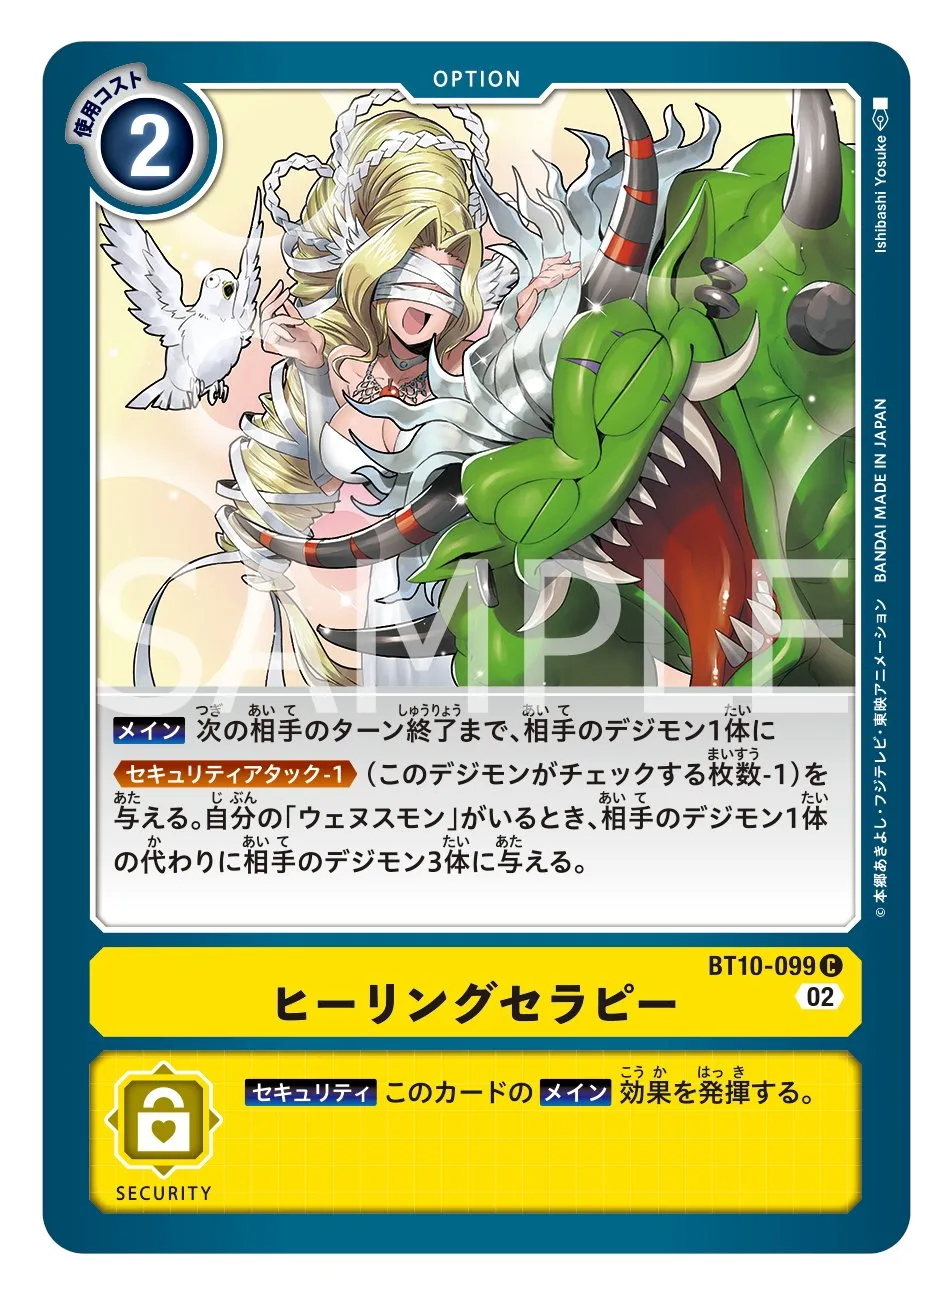 OPTION
使用コスト
2
Ishibashi Yosuke
BANDAI MADE IN JAPAN
© 本郷あきよし・フジテレビ・東映アニメーション
SAMPLE
メイン 次の相手のターン終了まで、相手のデジモン1体に
セキュリティアタック-1 (このデジモンがチェックする枚数-1)を
与える。自分の「ウェヌスモン」がいるとき、相手のデジモン1体
の代わりに相手のデジモン3体に与える。
BT10-099 C
02
ヒーリングセラピー
セキュリティ このカードの メイン 効果を発揮する。
SECURITY